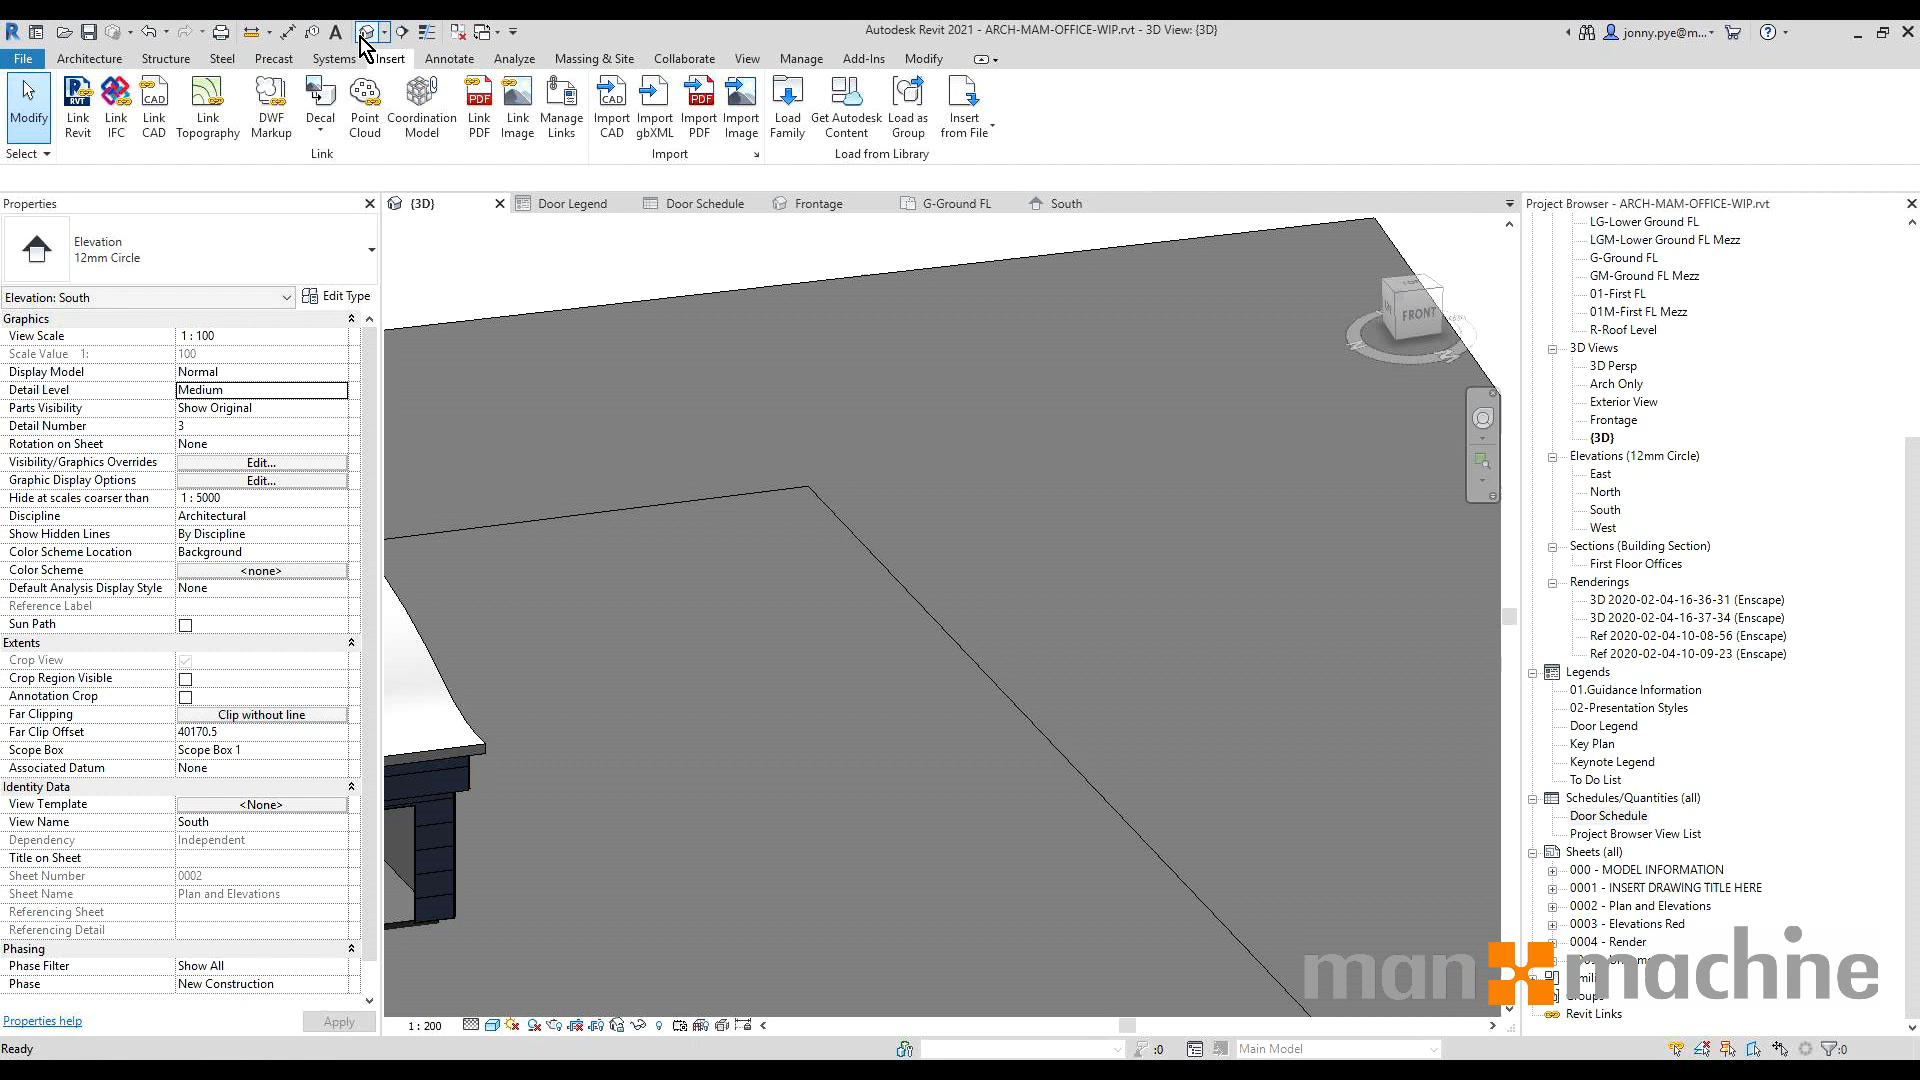 Autodesk Revit 2021 - ARCH-MAM-OFFICE-WIP.rvt - 3D View: {3D}
jonny.pye@m...
File Architecture Structure Steel Precast Systems Insert Annotate Analyze Massing & Site Collaborate View Manage Add-Ins Modify
Modify
Link Revit
Link IFC
Link CAD
Link Topography
DWF Markup
Decal
Point Cloud
Coordination Model
Link PDF
Link Image
Manage Links
Import CAD
Import gbXML
Import PDF
Import Image
Load Family
Get Autodesk Content
Load as Group
Insert from File
Select
Link
Import
Load from Library
Properties
Elevation
12mm Circle
Elevation: South
Edit Type
Graphics
View Scale 1 : 100
Scale Value 1: 100
Display Model Normal
Detail Level Medium
Parts Visibility Show Original
Detail Number 3
Rotation on Sheet None
Visibility/Graphics Overrides Edit...
Graphic Display Options Edit...
Hide at scales coarser than 1 : 5000
Discipline Architectural
Show Hidden Lines By Discipline
Color Scheme Location Background
Color Scheme <none>
Default Analysis Display Style None
Reference Label
Sun Path
Extents
Crop View
Crop Region Visible
Annotation Crop
Far Clipping Clip without line
Far Clip Offset 40170.5
Scope Box Scope Box 1
Associated Datum None
Identity Data
View Template <None>
View Name South
Dependency Independent
Title on Sheet
Sheet Number 0002
Sheet Name Plan and Elevations
Referencing Sheet
Referencing Detail
Phasing
Phase Filter Show All
Phase New Construction
Properties help
Apply
{3D} Door Legend Door Schedule Frontage G-Ground FL South
FRONT
1 : 200
Project Browser - ARCH-MAM-OFFICE-WIP.rvt
LG-Lower Ground FL
LGM-Lower Ground FL Mezz
G-Ground FL
GM-Ground FL Mezz
01-First FL
01M-First FL Mezz
R-Roof Level
3D Views
3D Persp
Arch Only
Exterior View
Frontage
{3D}
Elevations (12mm Circle)
East
North
South
West
Sections (Building Section)
First Floor Offices
Renderings
3D 2020-02-04-16-36-31 (Enscape)
3D 2020-02-04-16-37-34 (Enscape)
Ref 2020-02-04-10-08-56 (Enscape)
Ref 2020-02-04-10-09-23 (Enscape)
Legends
01.Guidance Information
02-Presentation Styles
Door Legend
Key Plan
Keynote Legend
To Do List
Schedules/Quantities (all)
Door Schedule
Project Browser View List
Sheets (all)
000 - MODEL INFORMATION
0001 - INSERT DRAWING TITLE HERE
0002 - Plan and Elevations
0003 - Elevations Red
0004 - Render
Revit Links
man machine
Ready
:0
Main Model
:0